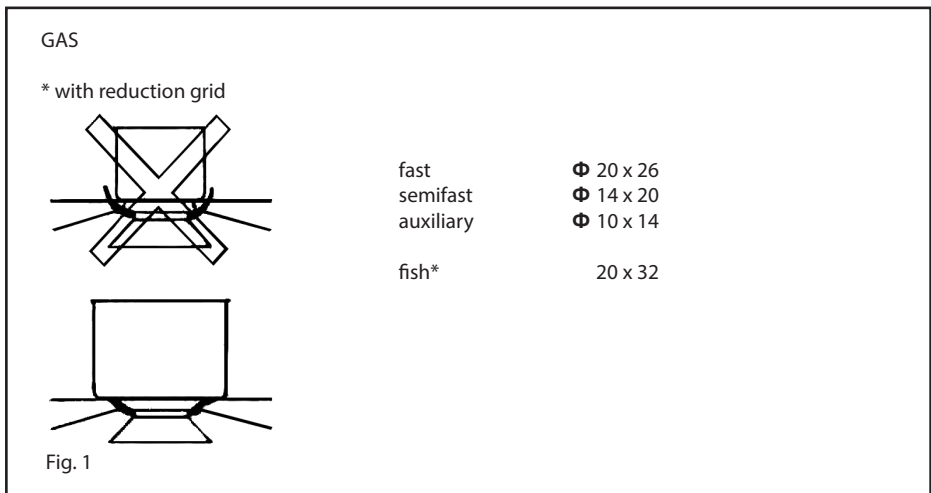 GAS
* with reduction grid
fast Φ 20 x 26
semifast Φ 14 x 20
auxiliary Φ 10 x 14
fish* 20 x 32
Fig. 1